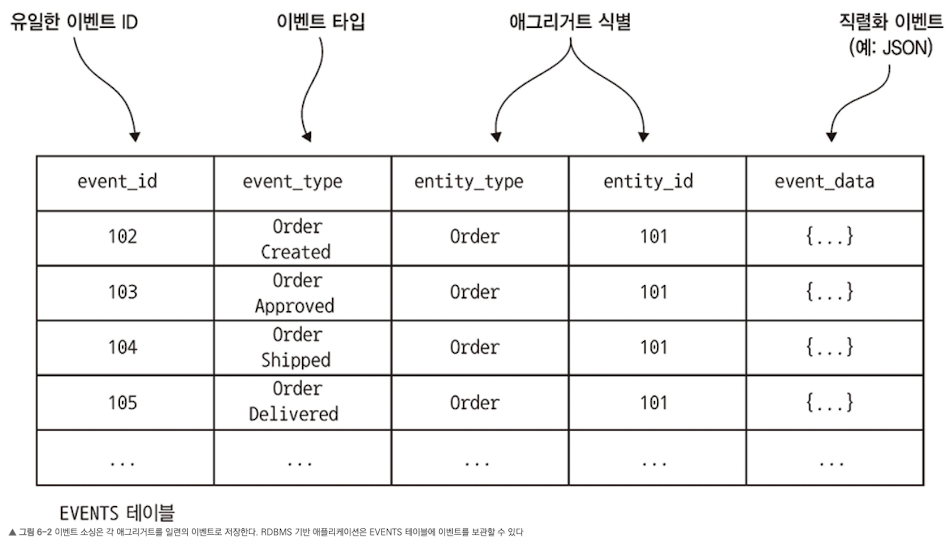 유일한 이벤트 ID
이벤트 타입
애그리거트 식별
직렬화 이벤트
(예: JSON)
event_id event_type entity_type entity_id event_data
102 Order Created Order 101 {...}
103 Order Approved Order 101 {...}
104 Order Shipped Order 101 {...}
105 Order Delivered Order 101 {...}
... ... ... ... ...
EVENTS 테이블
▲ 그림 6-2 이벤트 소싱은 각 애그리거트를 일련의 이벤트로 저장한다. RDBMS 기반 애플리케이션은 EVENTS 테이블에 이벤트를 보관할 수 있다